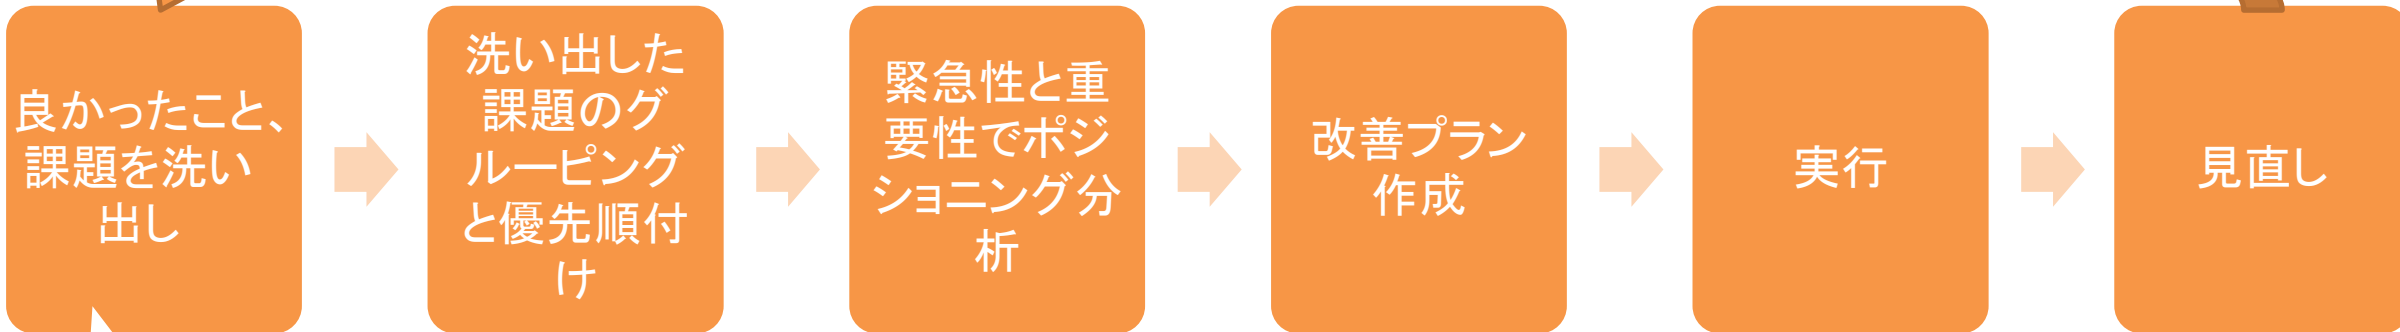 良かったこと、
課題を洗い
出し
洗い出した
課題のグ
ルーピング
と優先順付
け
緊急性と重
要性でポジ
ショニング分
析
改善プラン
作成
実行
見直し